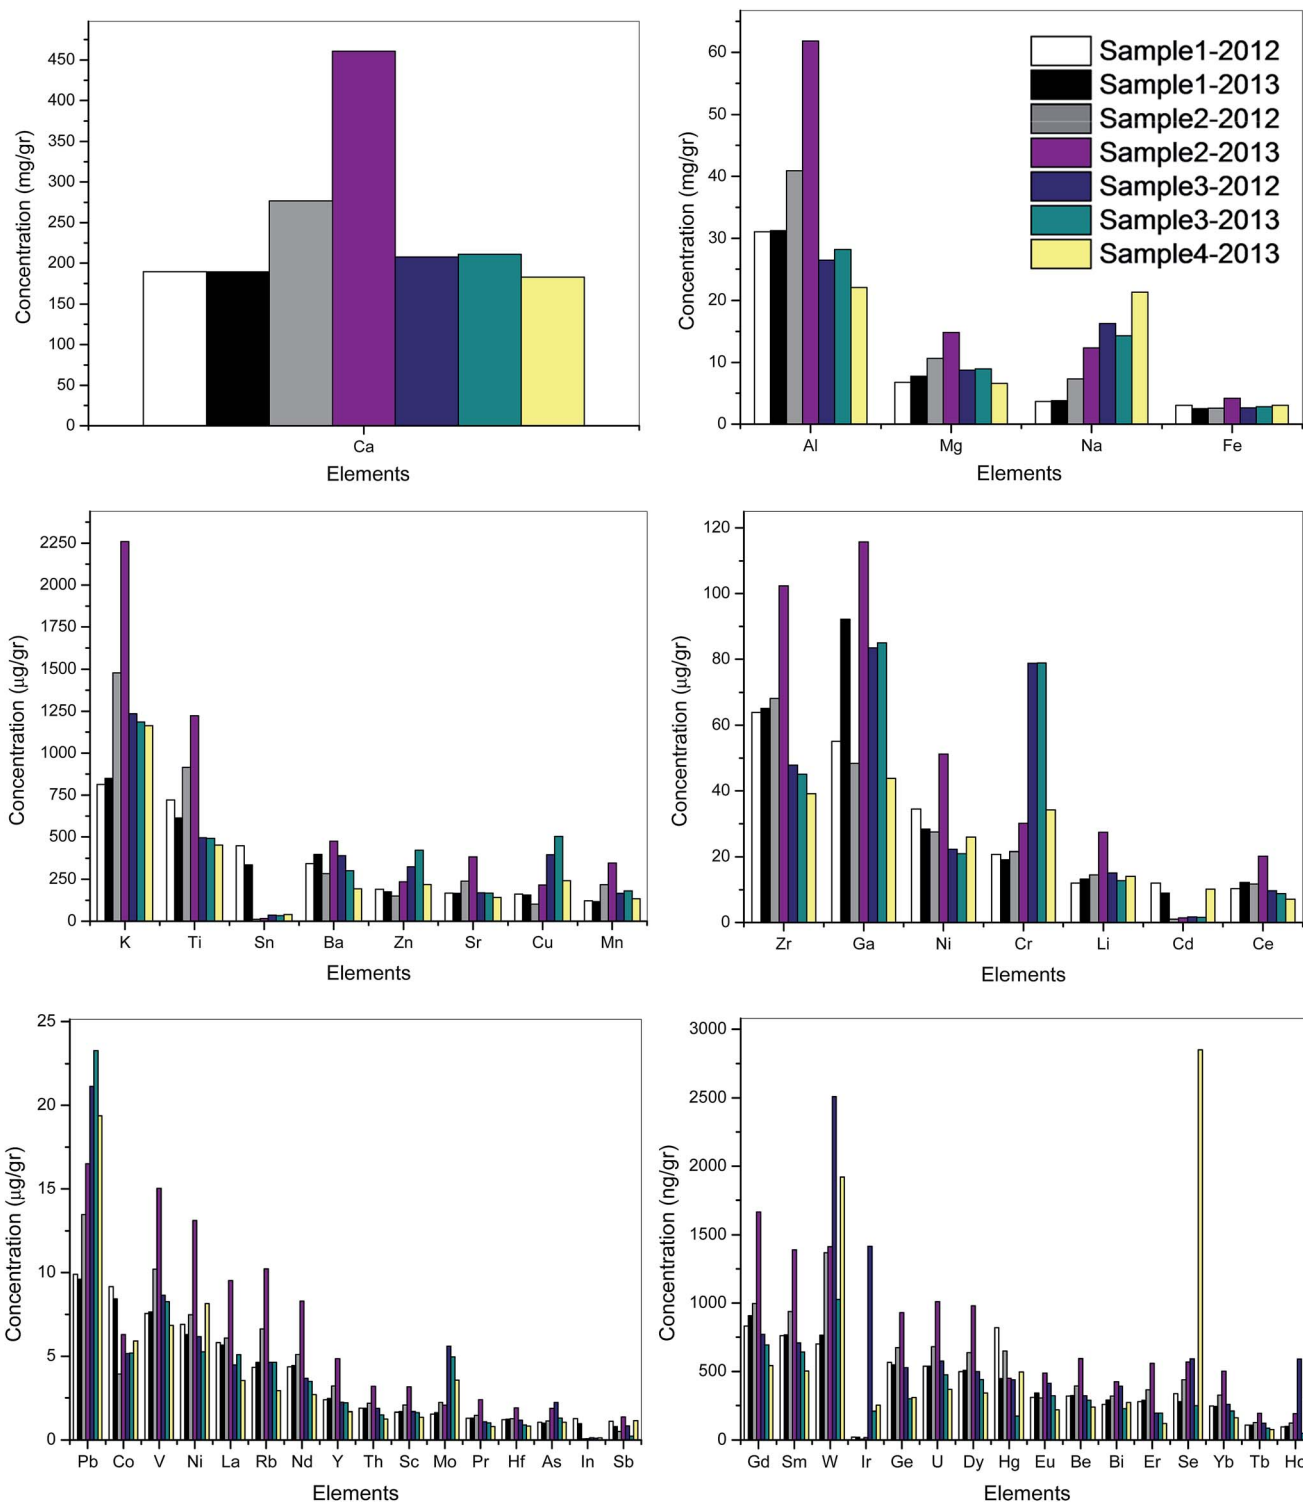 Concentration (mg/gr)
450
400
350
300
250
200
150
100
50
0
Ca
Elements
Concentration (mg/gr)
60
50
40
30
20
10
0
Al Mg Na Fe
Elements
Sample1-2012
Sample1-2013
Sample2-2012
Sample2-2013
Sample3-2012
Sample3-2013
Sample4-2013
Concentration (μg/gr)
2250
2000
1750
1500
1250
1000
750
500
250
0
K Ti Sn Ba Zn Sr Cu Mn
Elements
Concentration (μg/gr)
120
100
80
60
40
20
0
Zr Ga Ni Cr Li Cd Ce
Elements
Concentration (μg/gr)
25
20
15
10
5
0
Pb Co V Ni La Rb Nd Y Th Sc Mo Pr Hf As In Sb
Elements
Concentration (ng/gr)
3000
2500
2000
1500
1000
500
0
Gd Sm W Ir Ge U Dy Hg Eu Be Bi Er Se Yb Tb Ho
Elements